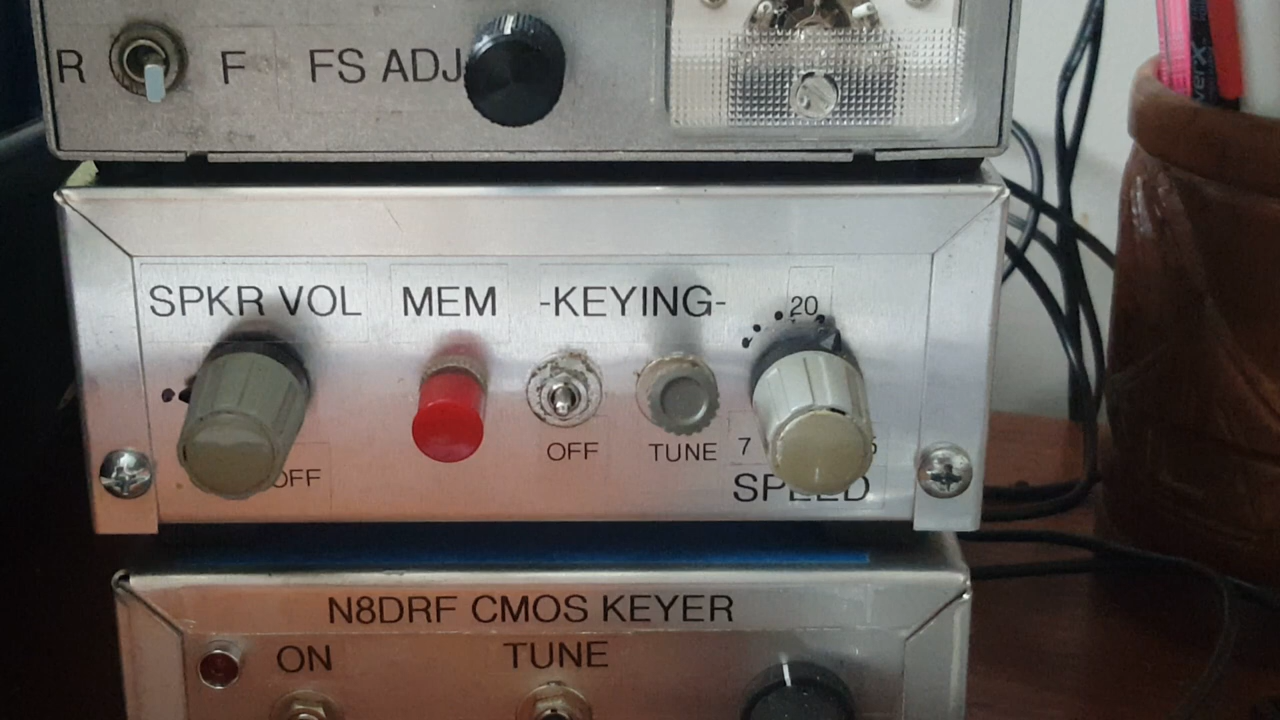 R F FS ADJ
SPKR VOL MEM -KEYING- 20
OFF OFF TUNE 7
SPEED
N8DRF CMOS KEYER
ON TUNE